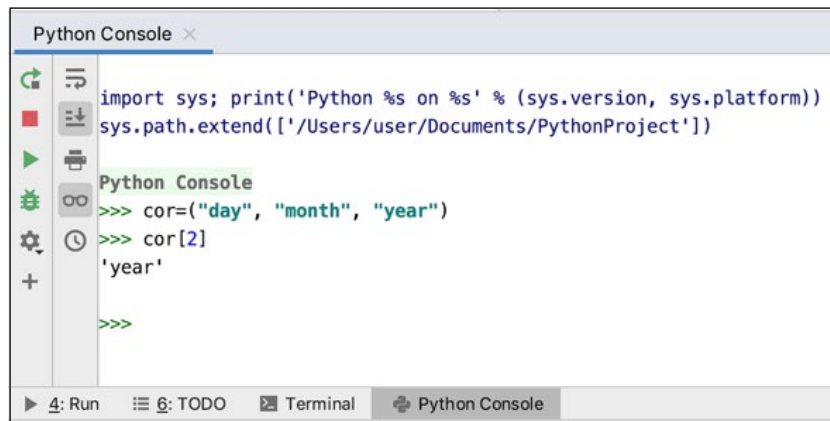 Python Console
import sys; print('Python %s on %s' % (sys.version, sys.platform))
sys.path.extend(['/Users/user/Documents/PythonProject'])
Python Console
>>> cor=("day", "month", "year")
>>> cor[2]
'year'
>>>
4: Run 6: TODO Terminal Python Console